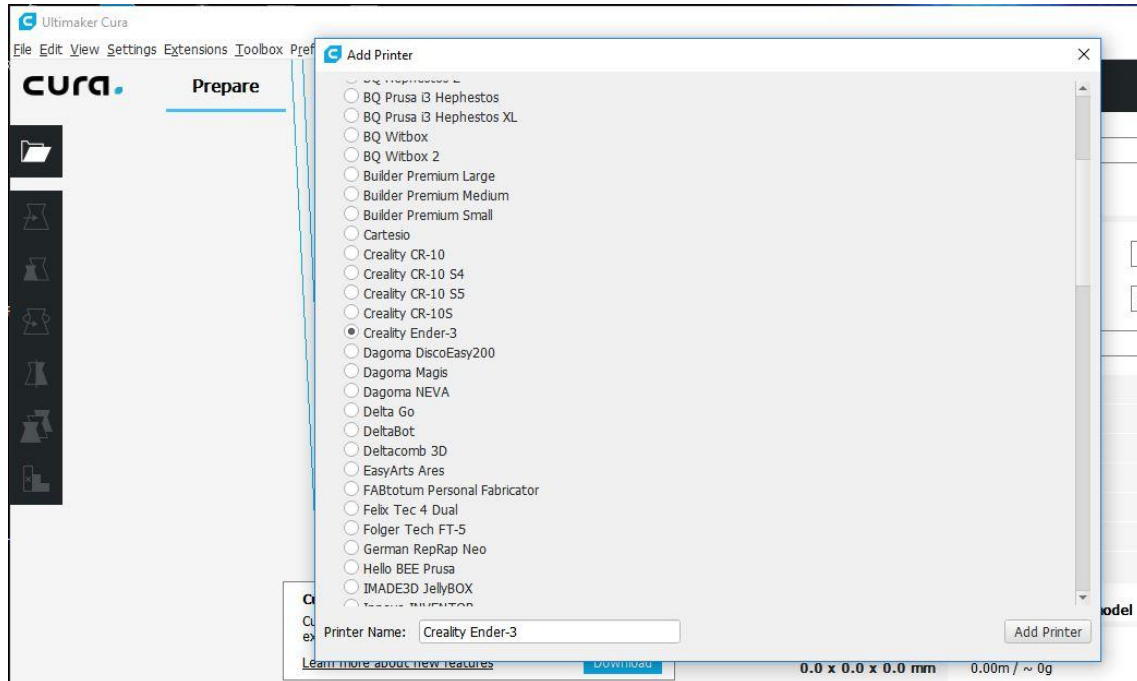 Ultimaker Cura
File Edit View Settings Extensions Toolbox Pref
Add Printer
cura.
Prepare
BQ Prusa i3 Hephestos
BQ Prusa i3 Hephestos XL
BQ Witbox
BQ Witbox 2
Builder Premium Large
Builder Premium Medium
Builder Premium Small
Cartesio
Creality CR-10
Creality CR-10 S4
Creality CR-10 S5
Creality CR-10S
Creality Ender-3
Dagoma DiscoEasy200
Dagoma Magis
Dagoma NEVA
Delta Go
DeltaBot
Deltacomb 3D
EasyArts Ares
FABtotum Personal Fabricator
Felix Tec 4 Dual
Folger Tech FT-5
German RepRap Neo
Hello BEE Prusa
IMADE3D JellyBOX
Printer Name: Creality Ender-3 Add Printer
Learn more about new features Download
0.0 x 0.0 x 0.0 mm 0.00m / ~ 0g